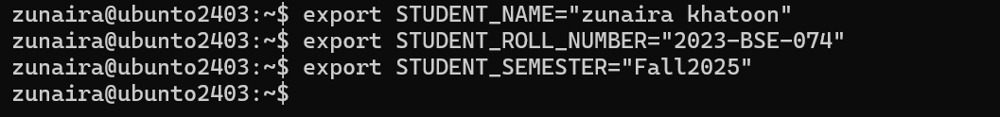 zunaira@ubunto2403:~$ export STUDENT_NAME="zunaira khatoon"
zunaira@ubunto2403:~$ export STUDENT_ROLL_NUMBER="2023-BSE-074"
zunaira@ubunto2403:~$ export STUDENT_SEMESTER="Fall2025"
zunaira@ubunto2403:~$